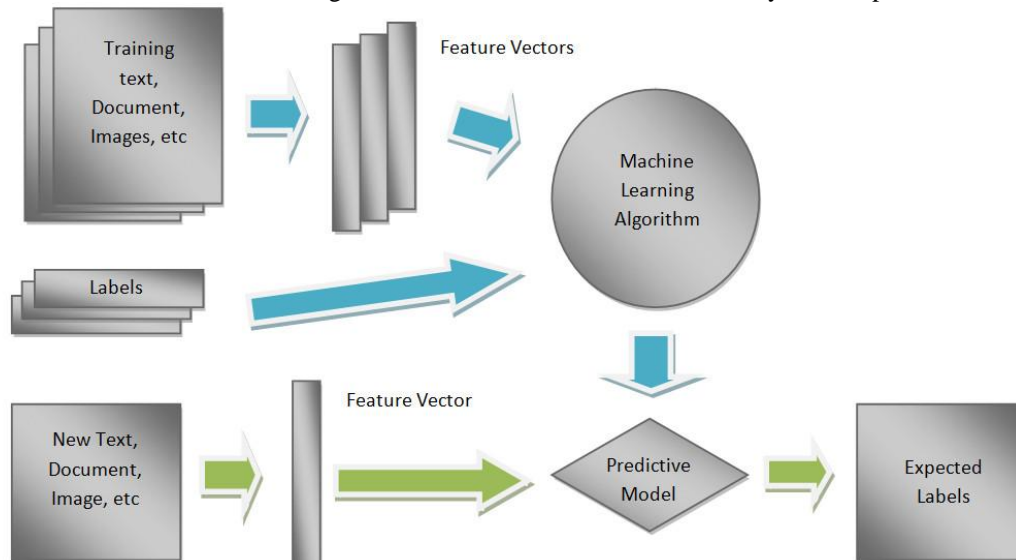 Training
text,
Document,
Images, etc
Feature Vectors
Machine
Learning
Algorithm
Labels
Feature Vector
New Text,
Document,
Image, etc
Predictive
Model
Expected
Labels